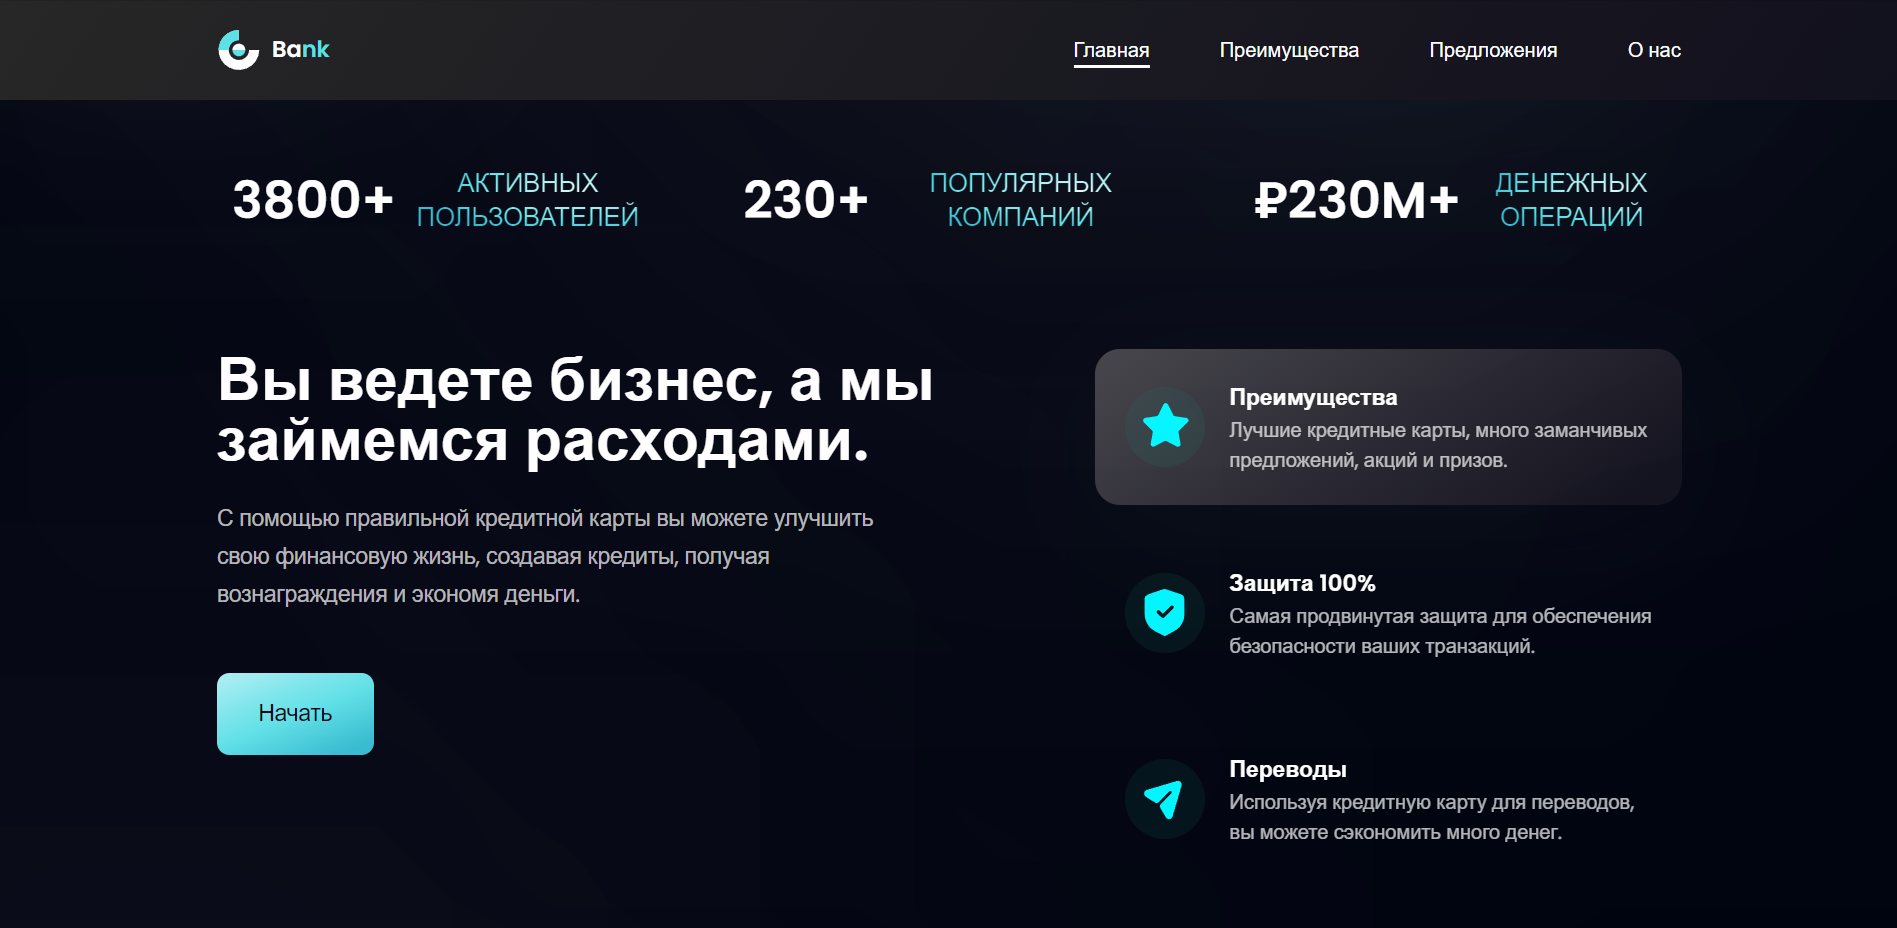 Bank
Главная
Преимущества
Предложения
О нас
3800+
АКТИВНЫХ
ПОЛЬЗОВАТЕЛЕЙ
230+
ПОПУЛЯРНЫХ
КОМПАНИЙ
₽230M+
ДЕНЕЖНЫХ
ОПЕРАЦИЙ
Вы ведете бизнес, а мы
займемся расходами.
С помощью правильной кредитной карты вы можете улучшить
свою финансовую жизнь, создавая кредиты, получая
вознаграждения и экономя деньги.
Начать
Преимущества
Лучшие кредитные карты, много заманчивых
предложений, акций и призов.
Защита 100%
Самая продвинутая защита для обеспечения
безопасности ваших транзакций.
Переводы
Используя кредитную карту для переводов,
вы можете сэкономить много денег.